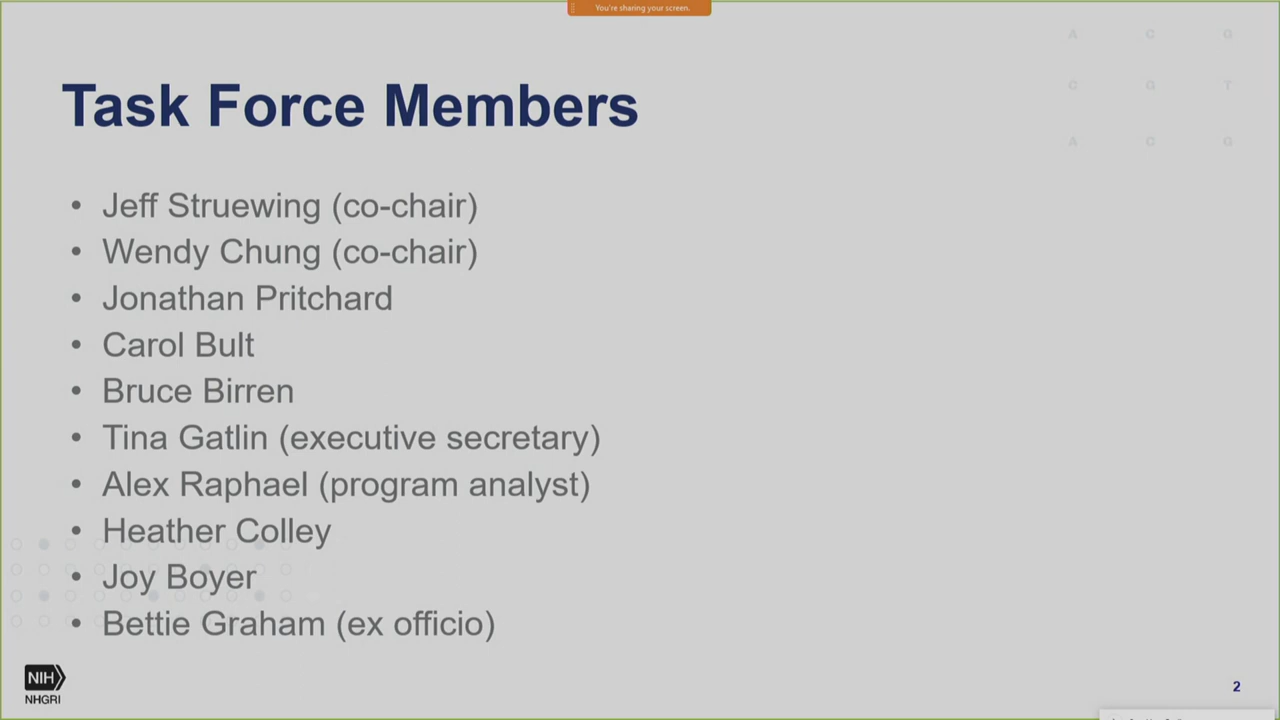 You're sharing your screen.
A C G
C G T
A C G
Task Force Members
• Jeff Struewing (co-chair)
• Wendy Chung (co-chair)
• Jonathan Pritchard
• Carol Bult
• Bruce Birren
• Tina Gatlin (executive secretary)
• Alex Raphael (program analyst)
• Heather Colley
• Joy Boyer
• Bettie Graham (ex officio)
NIH
NHGRI
2